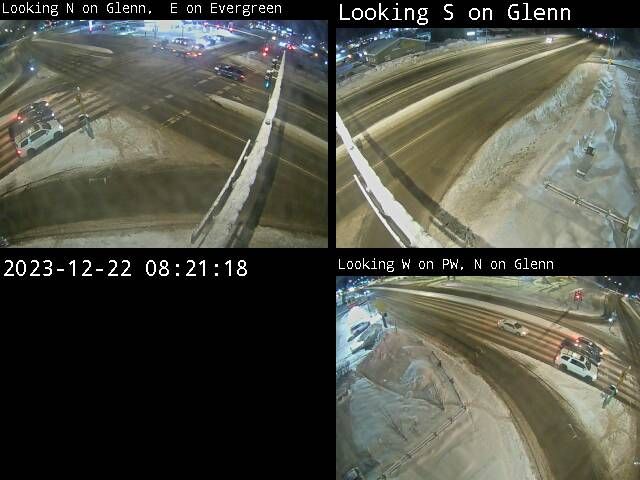 Looking N on Glenn,  E on Evergreen
Looking S on Glenn
2023-12-22 08:21:18
Looking W on PW, N on Glenn